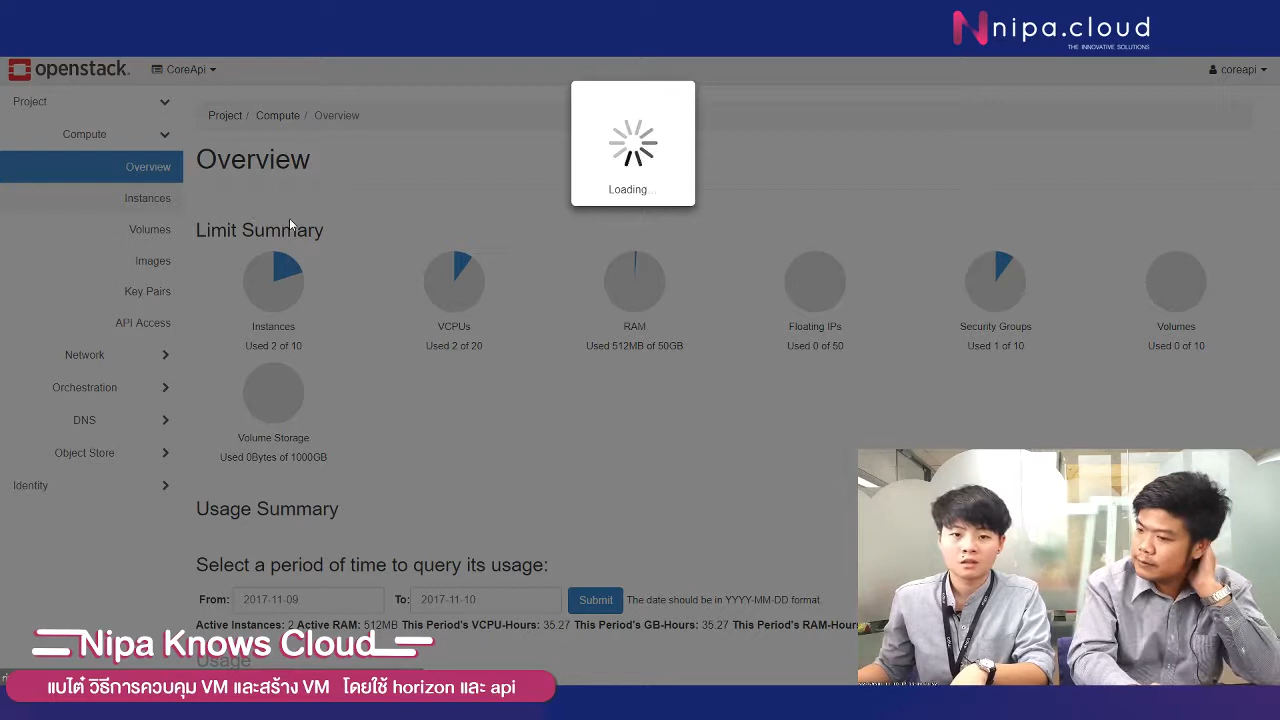 nipa.cloud
THE INNOVATIVE SOLUTIONS
openstack. CoreApi coreapi
Project
Compute
Overview
Instances
Volumes
Images
Key Pairs
API Access
Network
Orchestration
DNS
Object Store
Identity
Project / Compute / Overview
Overview
Loading...
Limit Summary
Instances
Used 2 of 10
VCPUs
Used 2 of 20
RAM
Used 512MB of 50GB
Floating IPs
Used 0 of 50
Security Groups
Used 1 of 10
Volumes
Used 0 of 10
Volume Storage
Used 0Bytes of 1000GB
Usage Summary
Select a period of time to query its usage:
From: 2017-11-09 To: 2017-11-10 Submit The date should be in YYYY-MM-DD format.
Active Instances: 2 Active RAM: 512MB This Period's VCPU-Hours: 35.27 This Period's GB-Hours: 35.27 This Period's RAM-Hour
Usage
Nipa Knows Cloud
แบไต๋ วิธีการควบคุม VM และสร้าง VM โดยใช้ horizon และ api